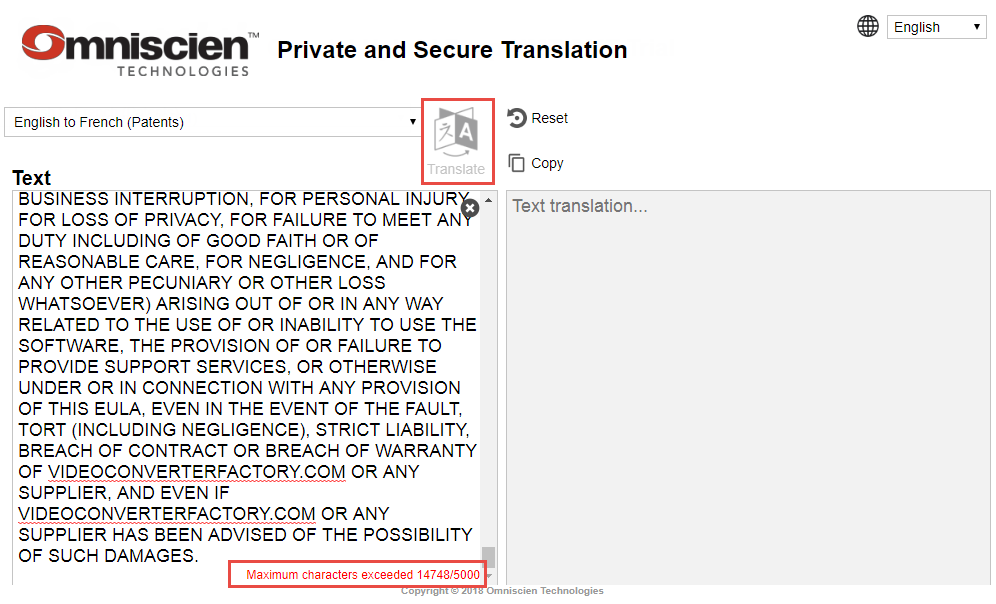 Omniscien™
TECHNOLOGIES
Private and Secure Translation
English
English to French (Patents)
Translate
Reset
Copy
Text
BUSINESS INTERRUPTION, FOR PERSONAL INJURY,
FOR LOSS OF PRIVACY, FOR FAILURE TO MEET ANY
DUTY INCLUDING OF GOOD FAITH OR OF
REASONABLE CARE, FOR NEGLIGENCE, AND FOR
ANY OTHER PECUNIARY OR OTHER LOSS
WHATSOEVER) ARISING OUT OF OR IN ANY WAY
RELATED TO THE USE OF OR INABILITY TO USE THE
SOFTWARE, THE PROVISION OF OR FAILURE TO
PROVIDE SUPPORT SERVICES, OR OTHERWISE
UNDER OR IN CONNECTION WITH ANY PROVISION
OF THIS EULA, EVEN IN THE EVENT OF THE FAULT,
TORT (INCLUDING NEGLIGENCE), STRICT LIABILITY,
BREACH OF CONTRACT OR BREACH OF WARRANTY
OF VIDEOCONVERTERFACTORY.COM OR ANY
SUPPLIER, AND EVEN IF
VIDEOCONVERTERFACTORY.COM OR ANY
SUPPLIER HAS BEEN ADVISED OF THE POSSIBILITY
OF SUCH DAMAGES.
Maximum characters exceeded 14748/5000
Text translation...
Copyright © 2018 Omniscien Technologies